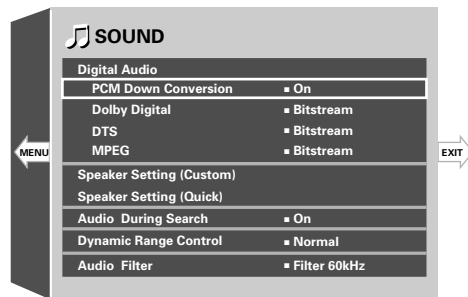 SOUND
Digital Audio
PCM Down Conversion ▪ On
Dolby Digital ▪ Bitstream
DTS ▪ Bitstream
MPEG ▪ Bitstream
MENU
EXIT
Speaker Setting (Custom)
Speaker Setting (Quick)
Audio During Search ▪ On
Dynamic Range Control ▪ Normal
Audio Filter ▪ Filter 60kHz